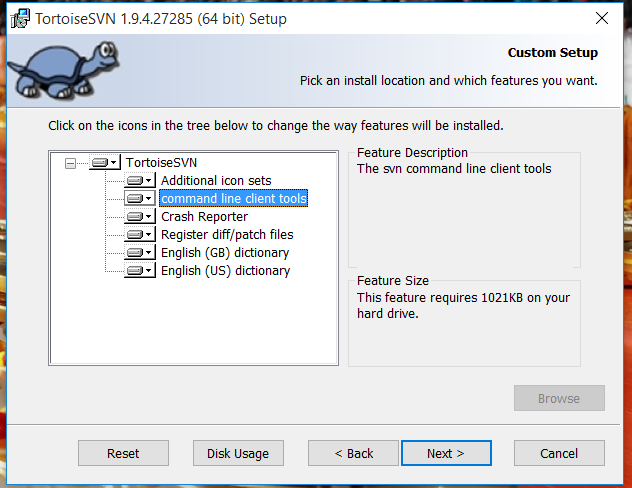 TortoiseSVN 1.9.4.27285 (64 bit) Setup
Custom Setup
Pick an install location and which features you want.
Click on the icons in the tree below to change the way features will be installed.
TortoiseSVN
Additional icon sets
command line client tools
Crash Reporter
Register diff/patch files
English (GB) dictionary
English (US) dictionary
Feature Description
The svn command line client tools
Feature Size
This feature requires 1021KB on your
hard drive.
Browse
Reset
Disk Usage
< Back
Next >
Cancel